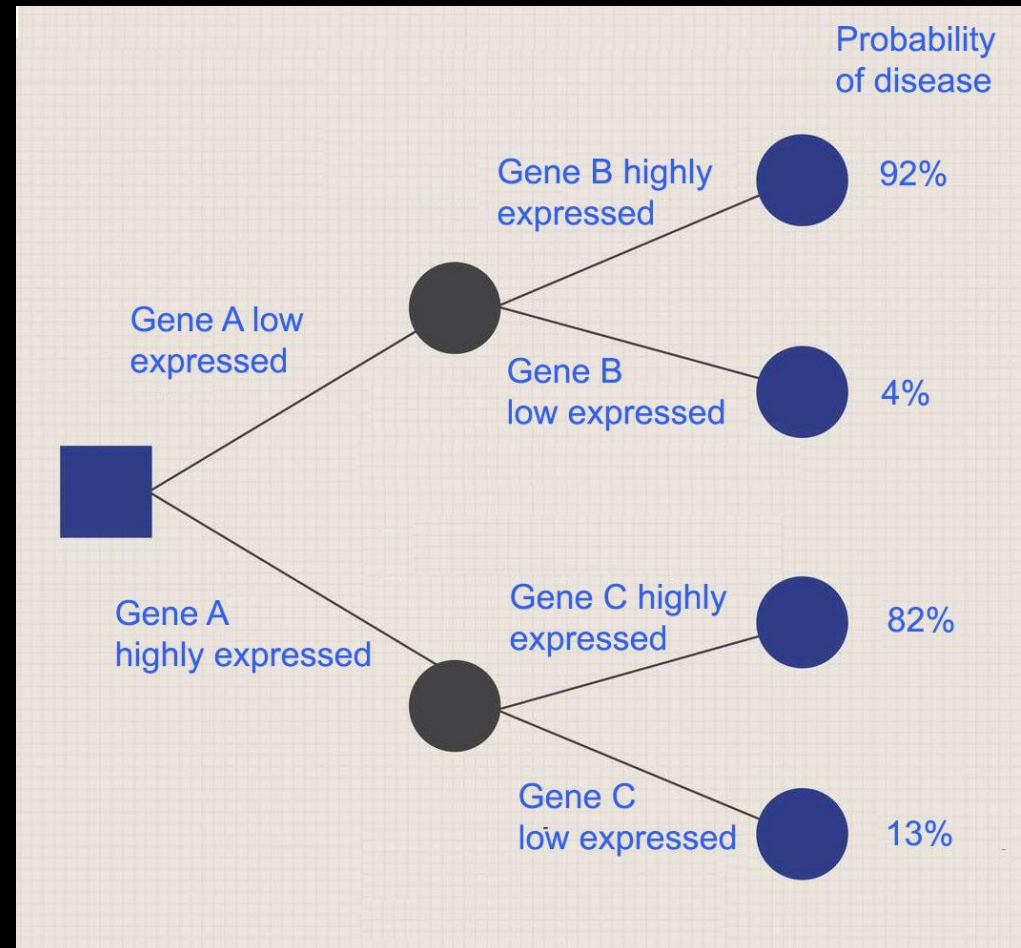 Probability
of disease
Gene B highly
expressed
92%
Gene A low
expressed
Gene B
low expressed
4%
Gene A
highly expressed
Gene C highly
expressed
82%
Gene C
low expressed
13%